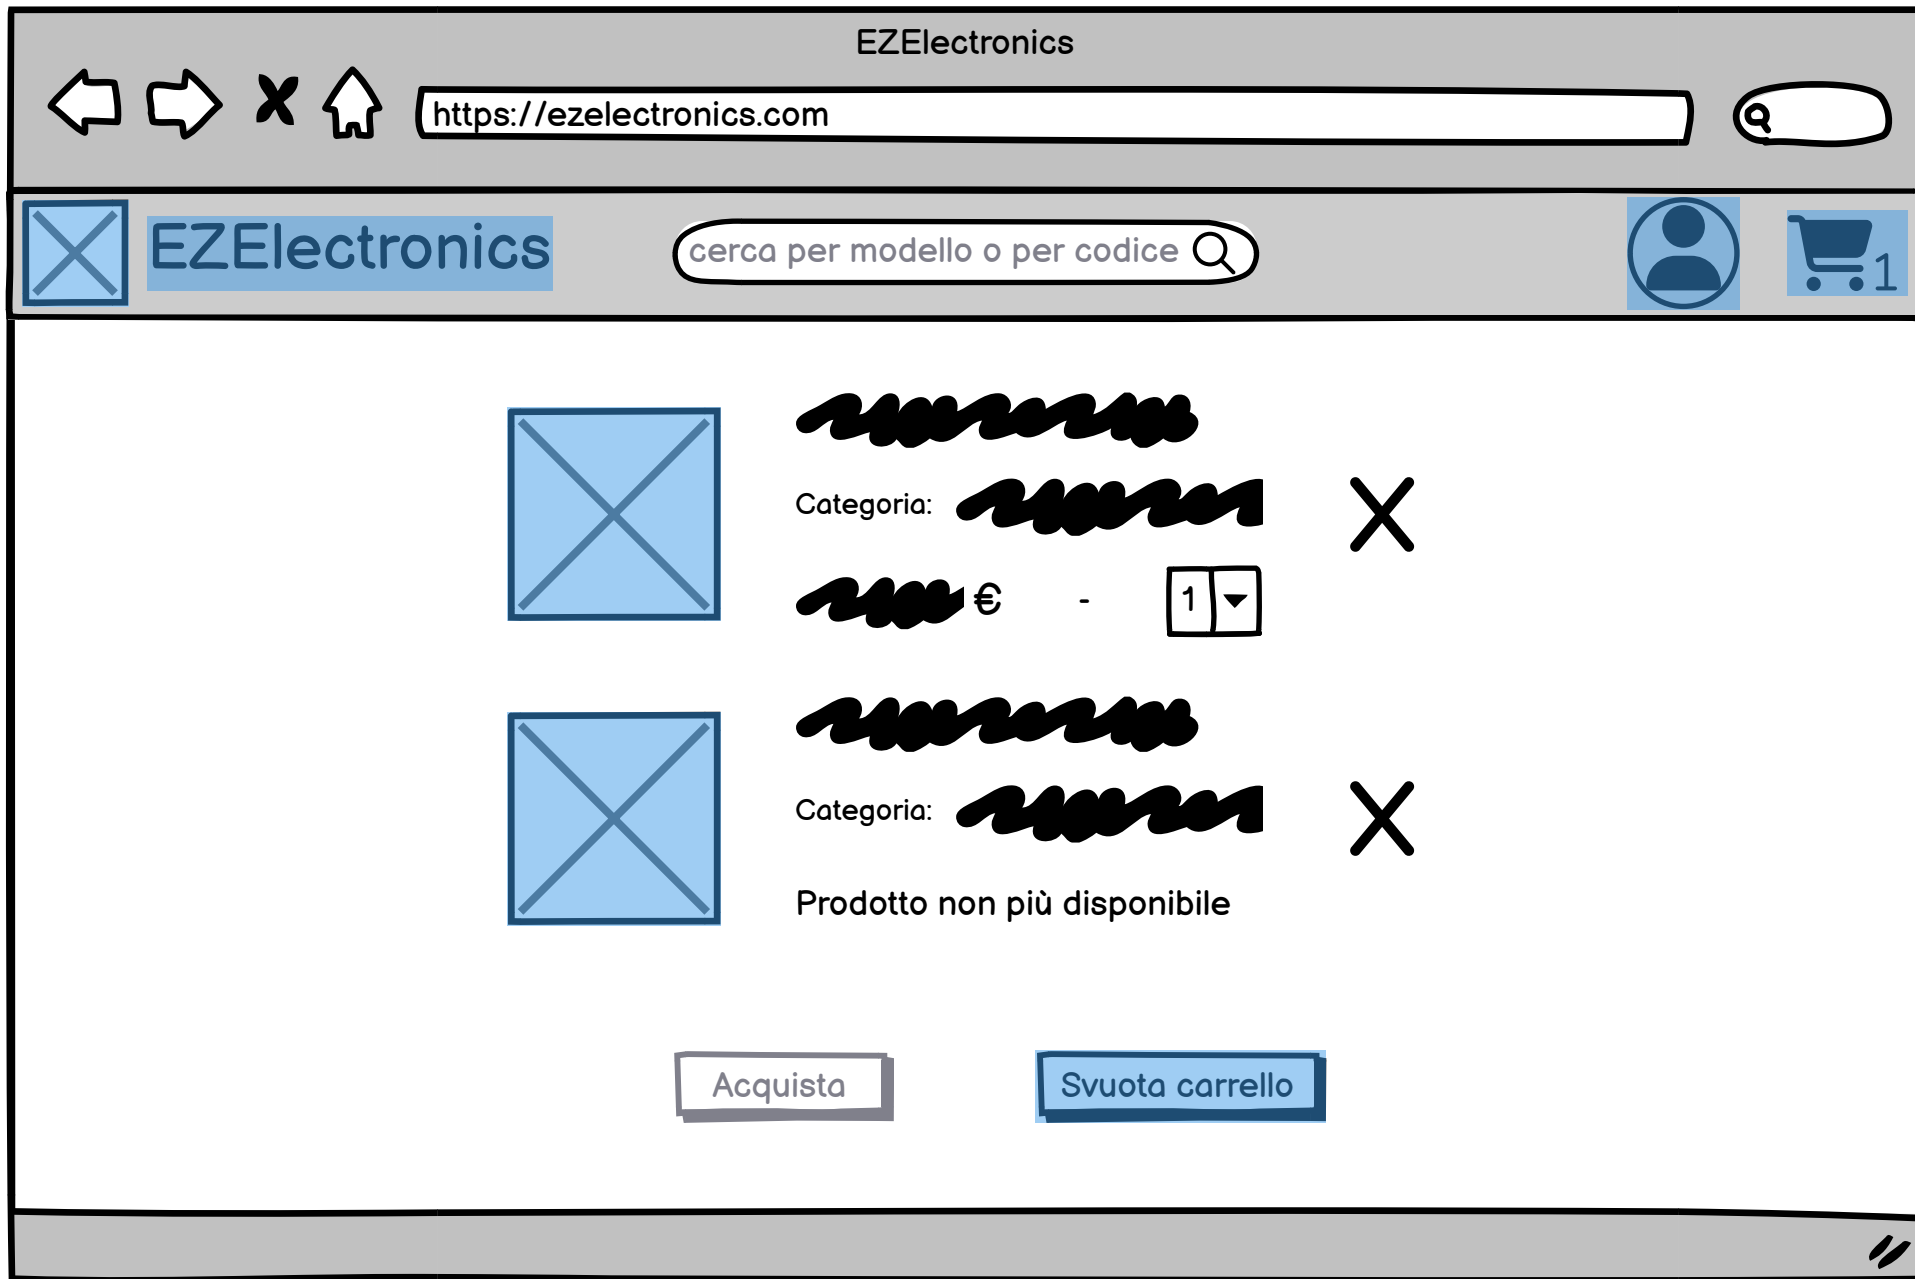 EZElectronics
https://ezelectronics.com
EZElectronics
cerca per modello o per codice
1
Categoria:
€ - 1
Categoria:
Prodotto non più disponibile
Acquista
Svuota carrello